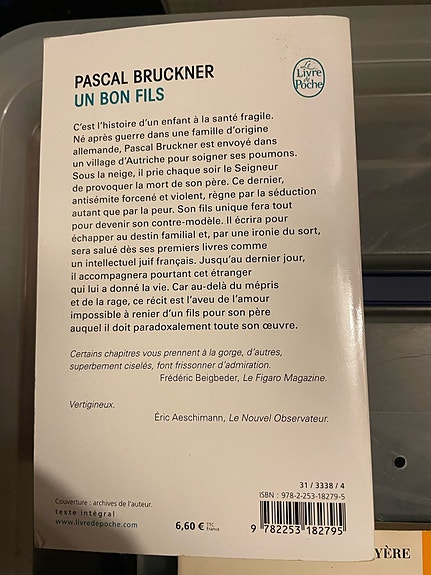 PASCAL BRUCKNER
UN BON FILS
Le
Livre
de
Poche
C'est l'histoire d'un enfant à la santé fragile.
Né après guerre dans une famille d'origine
allemande, Pascal Bruckner est envoyé dans
un village d'Autriche pour soigner ses poumons.
Sous la neige, il prie chaque soir le Seigneur
de provoquer la mort de son père. Ce dernier,
antisémite forcené et violent, règne par la séduction
autant que par la peur. Son fils unique fera tout
pour devenir son contre-modèle. Il écrira pour
échapper au destin familial et, par une ironie du sort,
sera salué dès ses premiers livres comme
un intellectuel juif français. Jusqu'au dernier jour,
il accompagnera pourtant cet étranger
qui lui a donné la vie. Car au-delà du mépris
et de la rage, ce récit est l'aveu de l'amour
impossible à renier d'un fils pour son père
auquel il doit paradoxalement toute son œuvre.
Certains chapitres vous prennent à la gorge, d'autres,
superbement ciselés, font frissonner d'admiration.
Frédéric Beigbeder, Le Figaro Magazine.
Vertigineux.
Éric Aeschimann, Le Nouvel Observateur.
31 / 3338 / 4
ISBN : 978-2-253-18279-5
Couverture : archives de l'auteur.
texte intégral
www.livredepoche.com
6,60 € TTC France
9 782253 182795
YÈRE